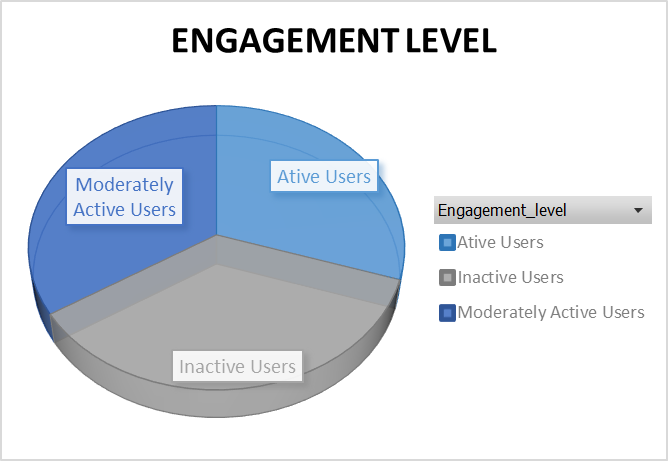 ENGAGEMENT LEVEL
Moderately
Active Users
Ative Users
Inactive Users
Engagement_level
Ative Users
Inactive Users
Moderately Active Users